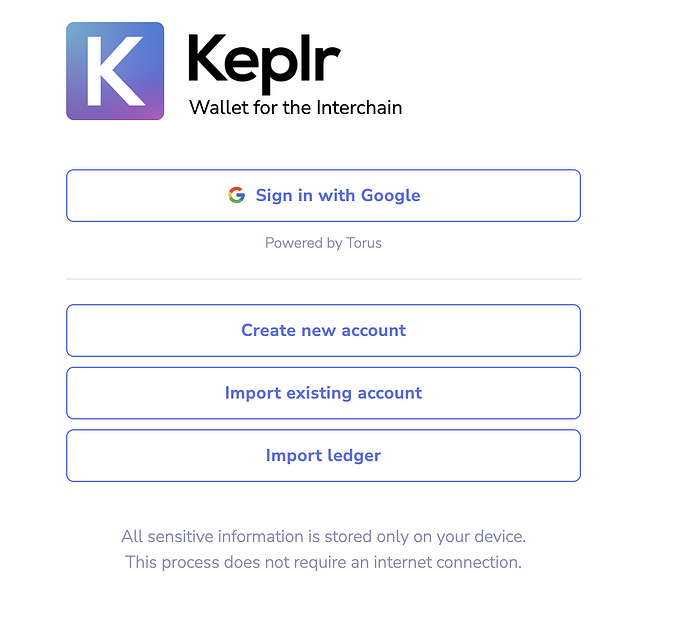 K
Keplr
Wallet for the Interchain
Sign in with Google
Powered by Torus
Create new account
Import existing account
Import ledger
All sensitive information is stored only on your device.
This process does not require an internet connection.